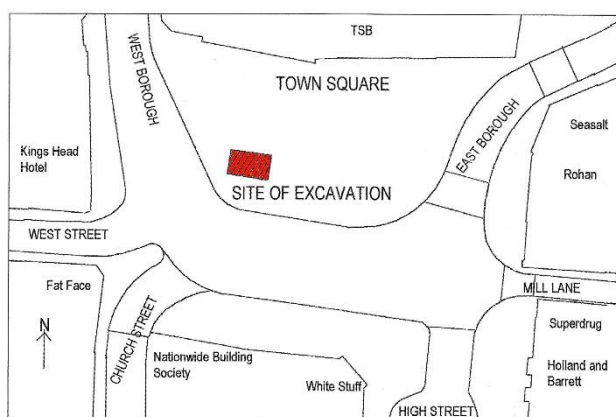 TSB
WEST BOROUGH
TOWN SQUARE
EAST BOROUGH
Seasalt
Kings Head
Hotel
Rohan
SITE OF EXCAVATION
WEST STREET
Fat Face
MILL LANE
N
CHURCH STREET
Superdrug
Nationwide Building
Society
Holland and
Barrett
White Stuff
HIGH STREET